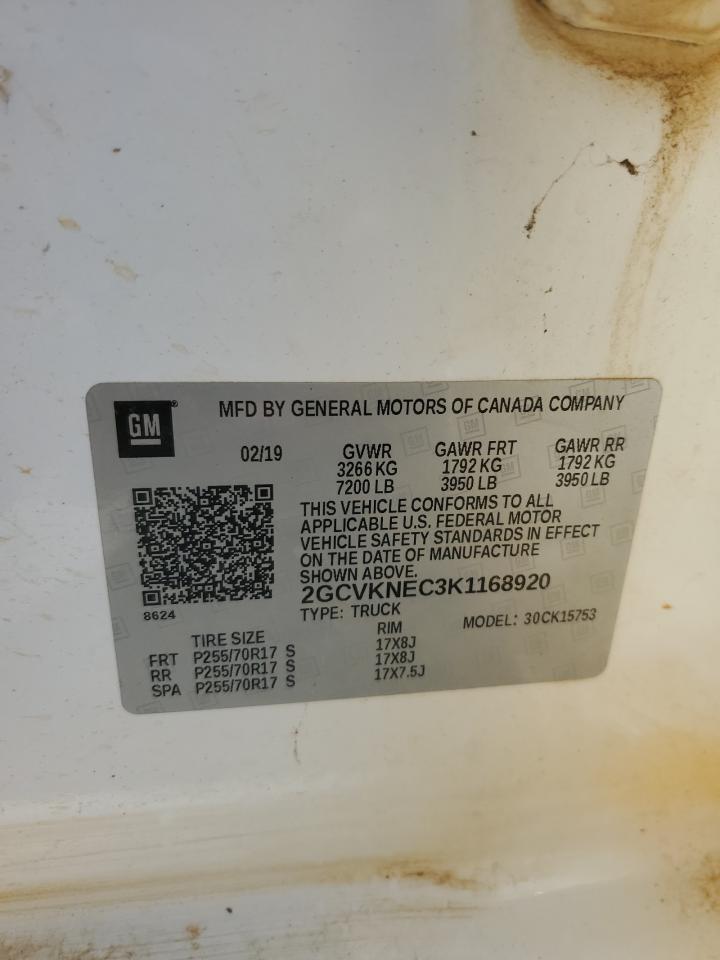 GM
MFD BY GENERAL MOTORS OF CANADA COMPANY
02/19 GVWR GAWR FRT GAWR RR
3266 KG 1792 KG 1792 KG
7200 LB 3950 LB 3950 LB
THIS VEHICLE CONFORMS TO ALL
APPLICABLE U.S. FEDERAL MOTOR
VEHICLE SAFETY STANDARDS IN EFFECT
ON THE DATE OF MANUFACTURE
SHOWN ABOVE.
2GCVKNEC3K1168920
8624
TYPE: TRUCK MODEL: 30CK15753
TIRE SIZE RIM
FRT P255/70R17 S 17X8J
RR P255/70R17 S 17X8J
SPA P255/70R17 S 17X7.5J